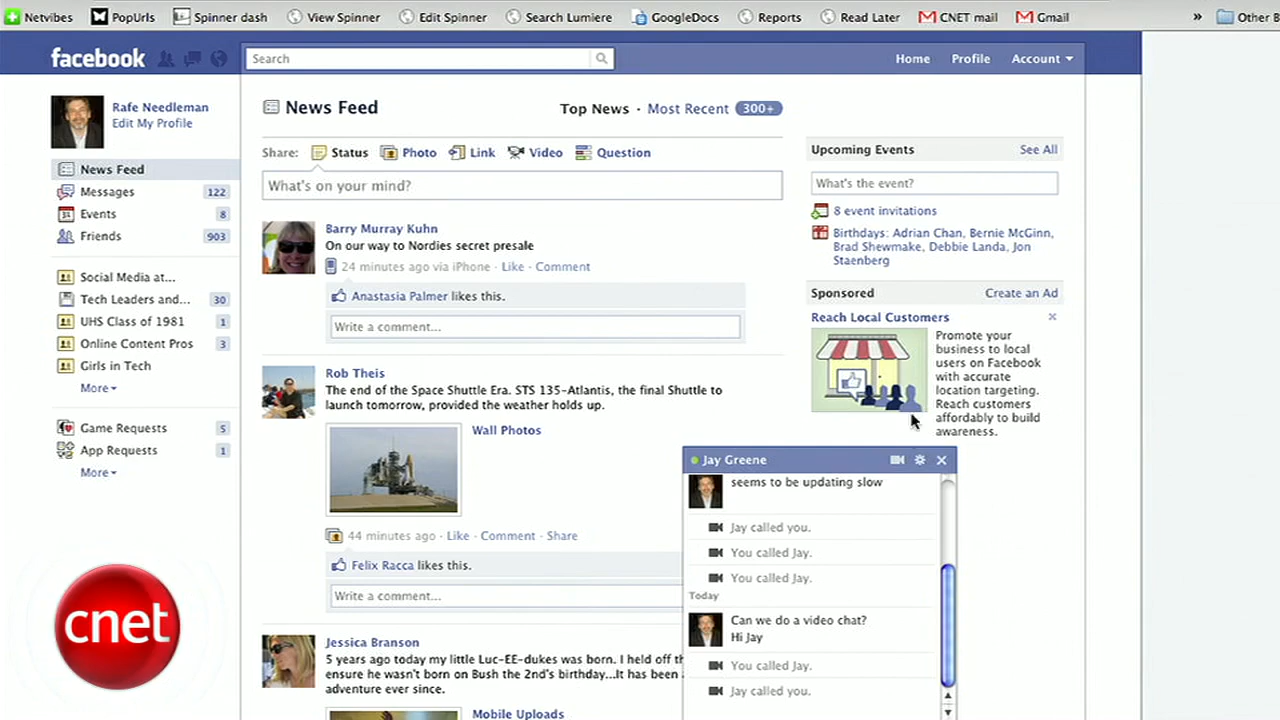 Netvibes PopUrls Spinner dash View Spinner Edit Spinner Search Lumiere GoogleDocs Reports Read Later CNET mail Gmail » Other B
facebook Search Home Profile Account
Rafe Needleman
Edit My Profile
News Feed
Messages 122
Events 8
Friends 903
Social Media at...
Tech Leaders and... 30
UHS Class of 1981 1
Online Content Pros 3
Girls in Tech
More
Game Requests 5
App Requests 1
More
cnet
News Feed Top News · Most Recent 300+
Share: Status Photo Link Video Question
What's on your mind?
Barry Murray Kuhn
On our way to Nordies secret presale
24 minutes ago via iPhone · Like · Comment
Anastasia Palmer likes this.
Write a comment...
Rob Theis
The end of the Space Shuttle Era. STS 135-Atlantis, the final Shuttle to
launch tomorrow, provided the weather holds up.
Wall Photos
44 minutes ago · Like · Comment · Share
Felix Racca likes this.
Write a comment...
Jessica Branson
5 years ago today my little Luc-EE-dukes was born. I held off th
ensure he wasn't born on Bush the 2nd's birthday...It has been
adventure ever since.
Mobile Uploads
Upcoming Events See All
What's the event?
8 event invitations
Birthdays: Adrian Chan, Bernie McGinn,
Brad Shewmake, Debbie Landa, Jon
Staenberg
Sponsored Create an Ad
Reach Local Customers
Promote your
business to local
users on Facebook
with accurate
location targeting.
Reach customers
affordably to build
awareness.
Jay Greene
seems to be updating slow
Jay called you.
You called Jay.
You called Jay.
Today
Can we do a video chat?
Hi Jay
You called Jay.
Jay called you.